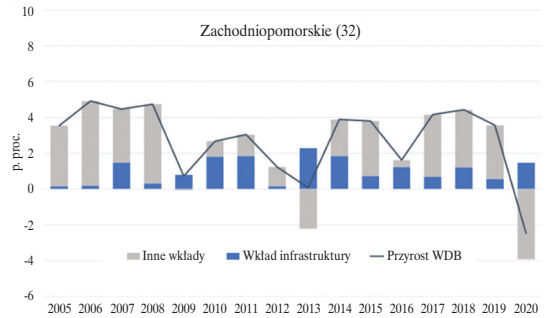 Zachodniopomorskie (32)
p. proc.
10
8
6
4
2
0
-2
-4
-6
Inne wkłady Wkład infrastruktury Przyrost WDB
2005 2006 2007 2008 2009 2010 2011 2012 2013 2014 2015 2016 2017 2018 2019 2020